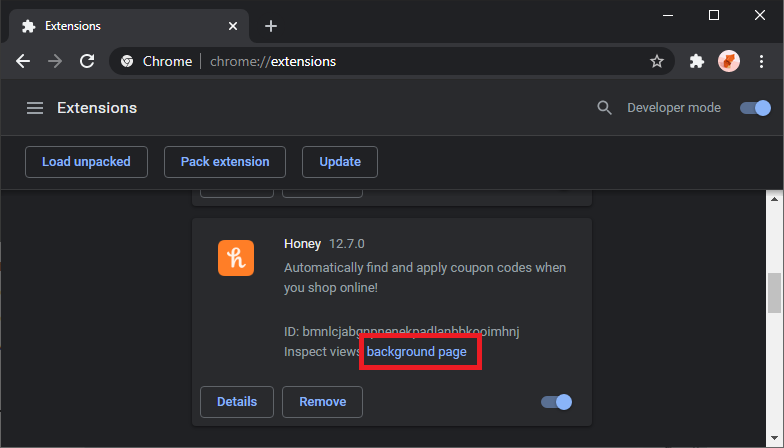 Extensions
Chrome chrome://extensions
Extensions Developer mode
Load unpacked Pack extension Update
Honey 12.7.0
Automatically find and apply coupon codes when
you shop online!
ID: bmnlcjabgnpnenekpadlanbbkooimhnj
Inspect views background page
Details Remove